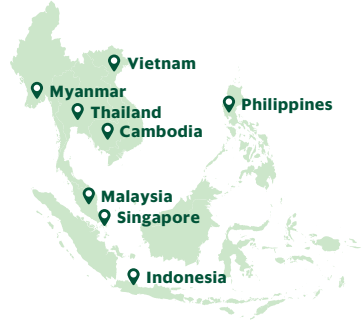 Vietnam
Myanmar
Philippines
Thailand
Cambodia
Malaysia
Singapore
Indonesia